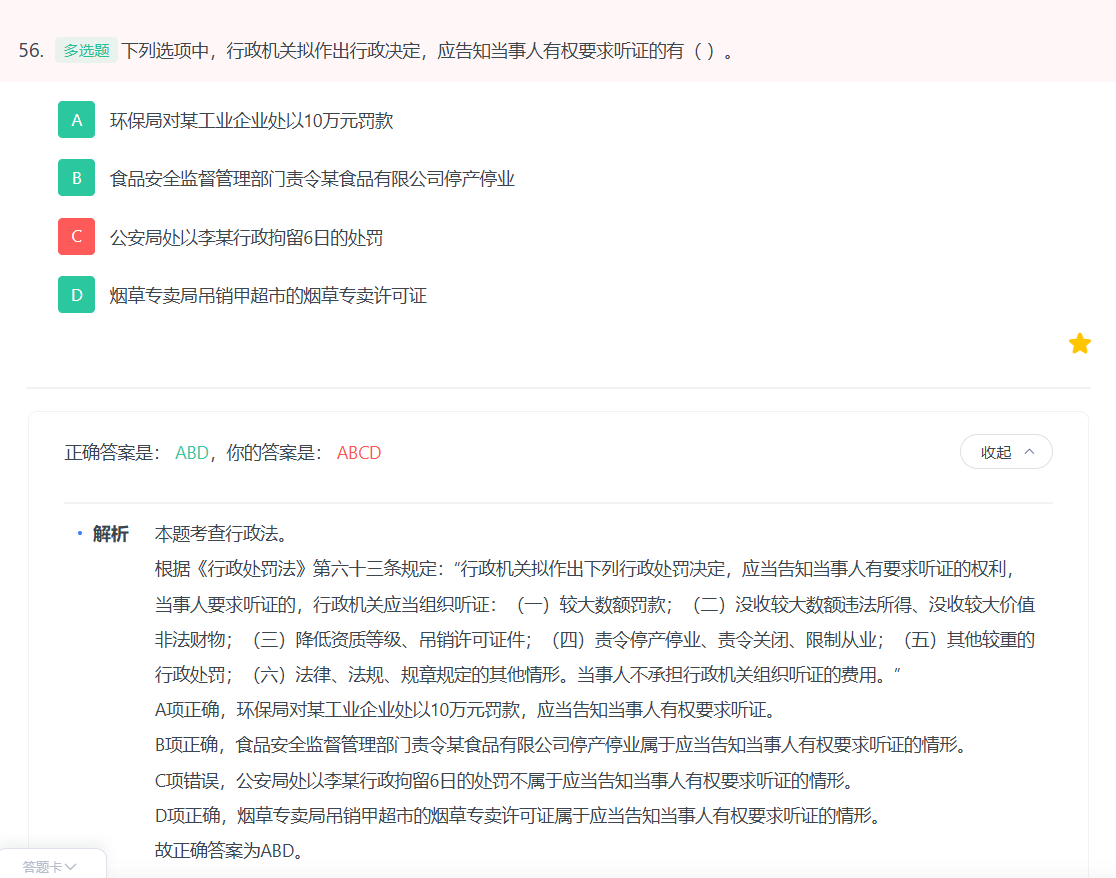 56. 多选题 下列选项中，行政机关拟作出行政决定，应告知当事人有权要求听证的有（ ）。
A 环保局对某工业企业处以10万元罚款
B 食品安全监督管理部门责令某食品有限公司停产停业
C 公安局处以李某行政拘留6日的处罚
D 烟草专卖局吊销甲超市的烟草专卖许可证
正确答案是： ABD，你的答案是： ABCD 收起
解析 本题考查行政法。
根据《行政处罚法》第六十三条规定：“行政机关拟作出下列行政处罚决定，应当告知当事人有要求听证的权利，
当事人要求听证的，行政机关应当组织听证：（一）较大数额罚款；（二）没收较大数额违法所得、没收较大价值
非法财物；（三）降低资质等级、吊销许可证件；（四）责令停产停业、责令关闭、限制从业；（五）其他较重的
行政处罚；（六）法律、法规、规章规定的其他情形。当事人不承担行政机关组织听证的费用。”
A项正确，环保局对某工业企业处以10万元罚款，应当告知当事人有权要求听证。
B项正确，食品安全监督管理部门责令某食品有限公司停产停业属于应当告知当事人有权要求听证的情形。
C项错误，公安局处以李某行政拘留6日的处罚不属于应当告知当事人有权要求听证的情形。
D项正确，烟草专卖局吊销甲超市的烟草专卖许可证属于应当告知当事人有权要求听证的情形。
故正确答案为ABD。
答题卡